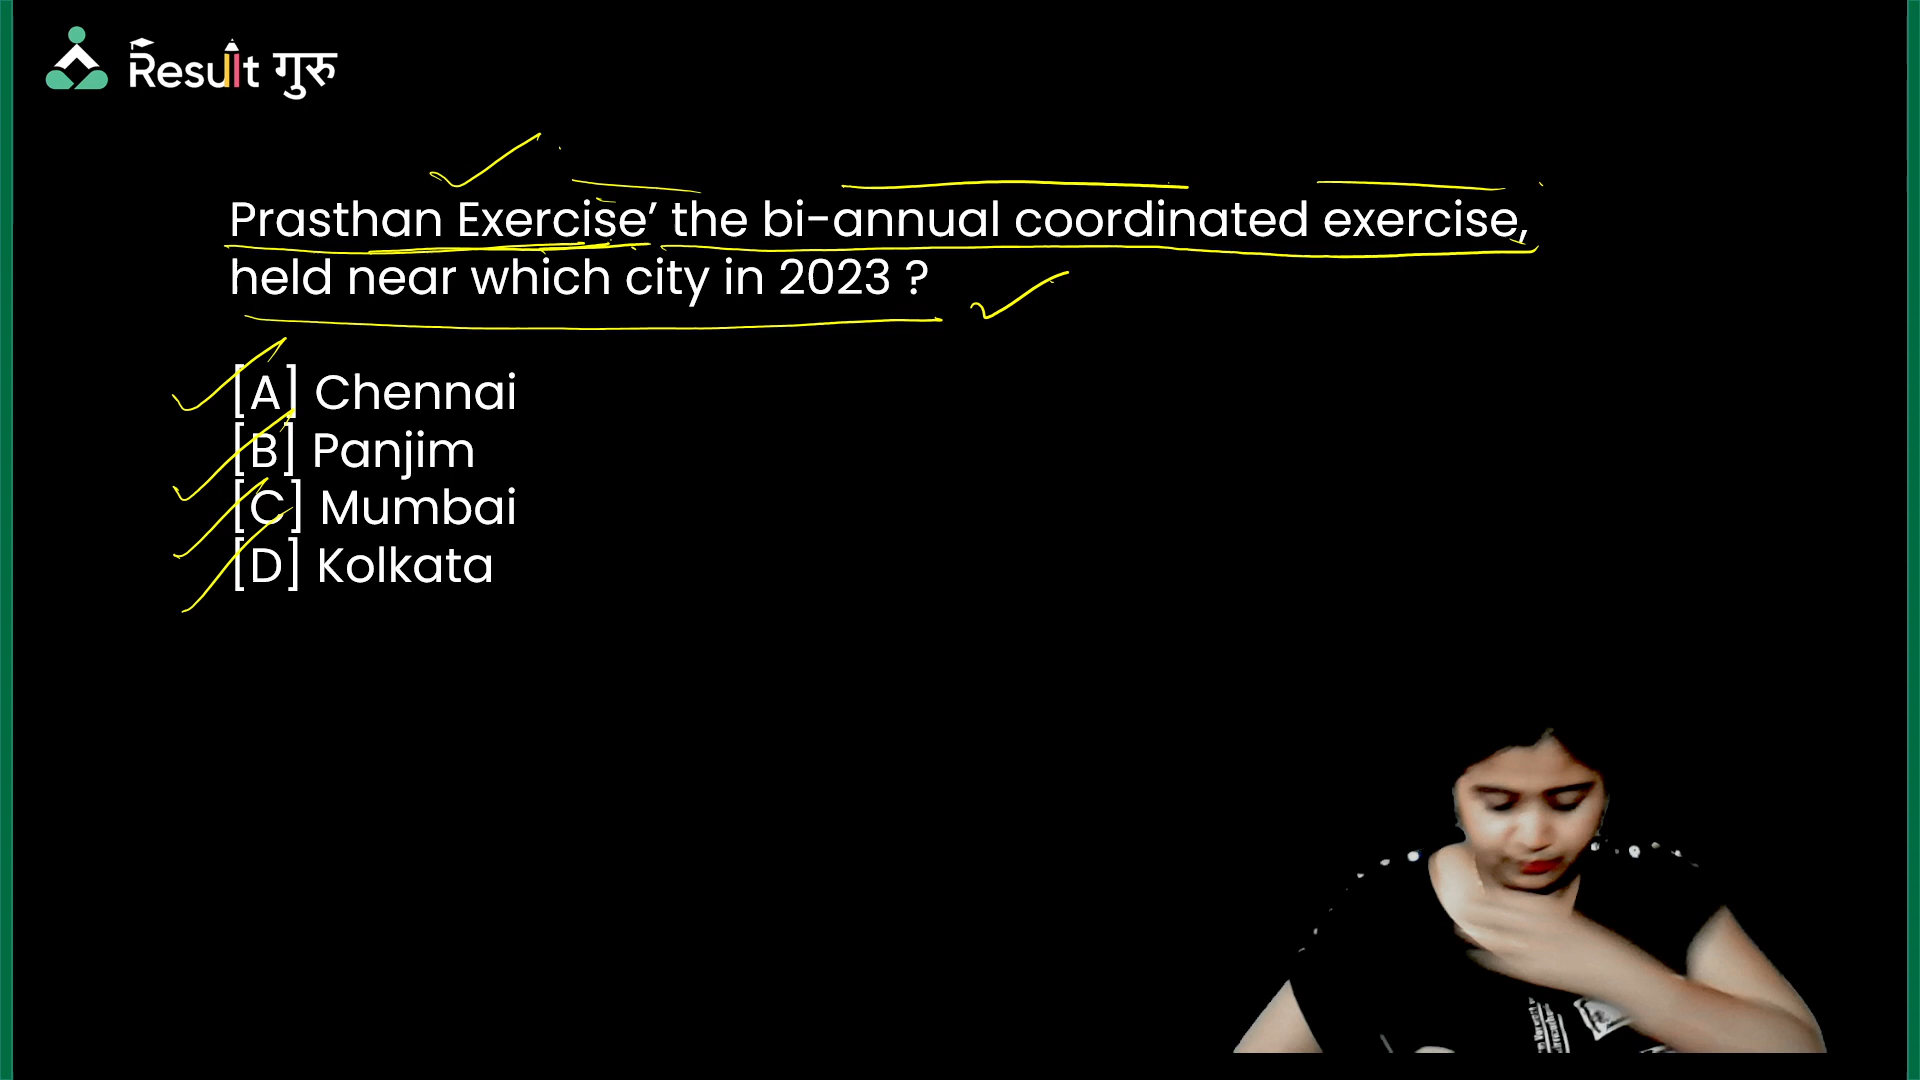 Result गुरु
Prasthan Exercise’ the bi-annual coordinated exercise,
held near which city in 2023 ?
[A] Chennai
[B] Panjim
[C] Mumbai
[D] Kolkata